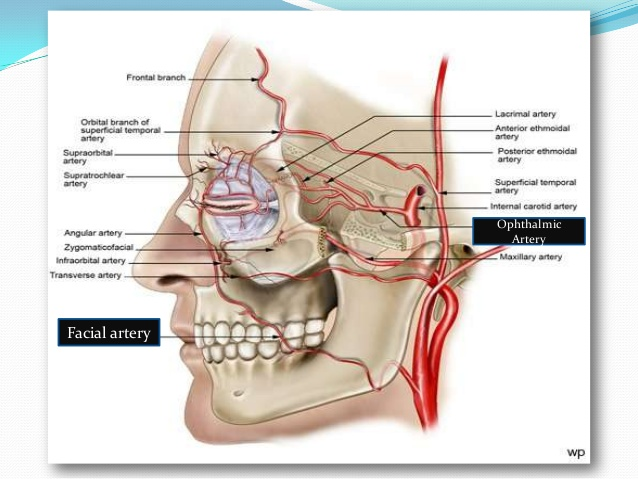 Frontal branch
Orbital branch of
superficial temporal
artery
Supraorbital
artery
Supratrochlear
artery
Angular artery
Zygomaticofacial
Infraorbital artery
Transverse artery
Facial artery
Lacrimal artery
Anterior ethmoidal
artery
Posterior ethmoidal
artery
Superficial temporal
artery
Internal carotid artery
Ophthalmic
Artery
Maxillary artery
wp